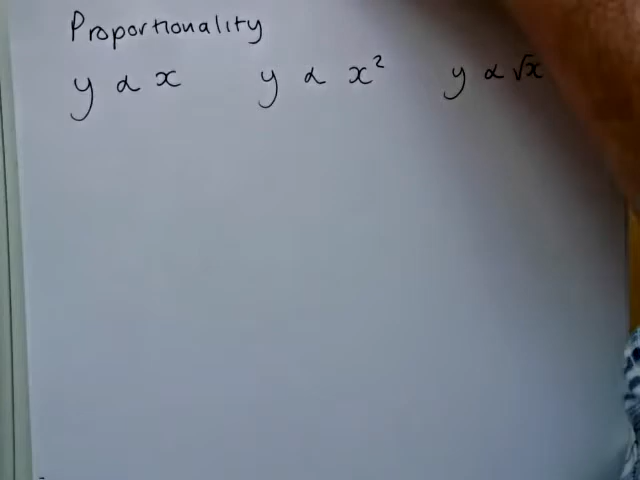 Proportionality
y ∝ x y ∝ x² y ∝ √x